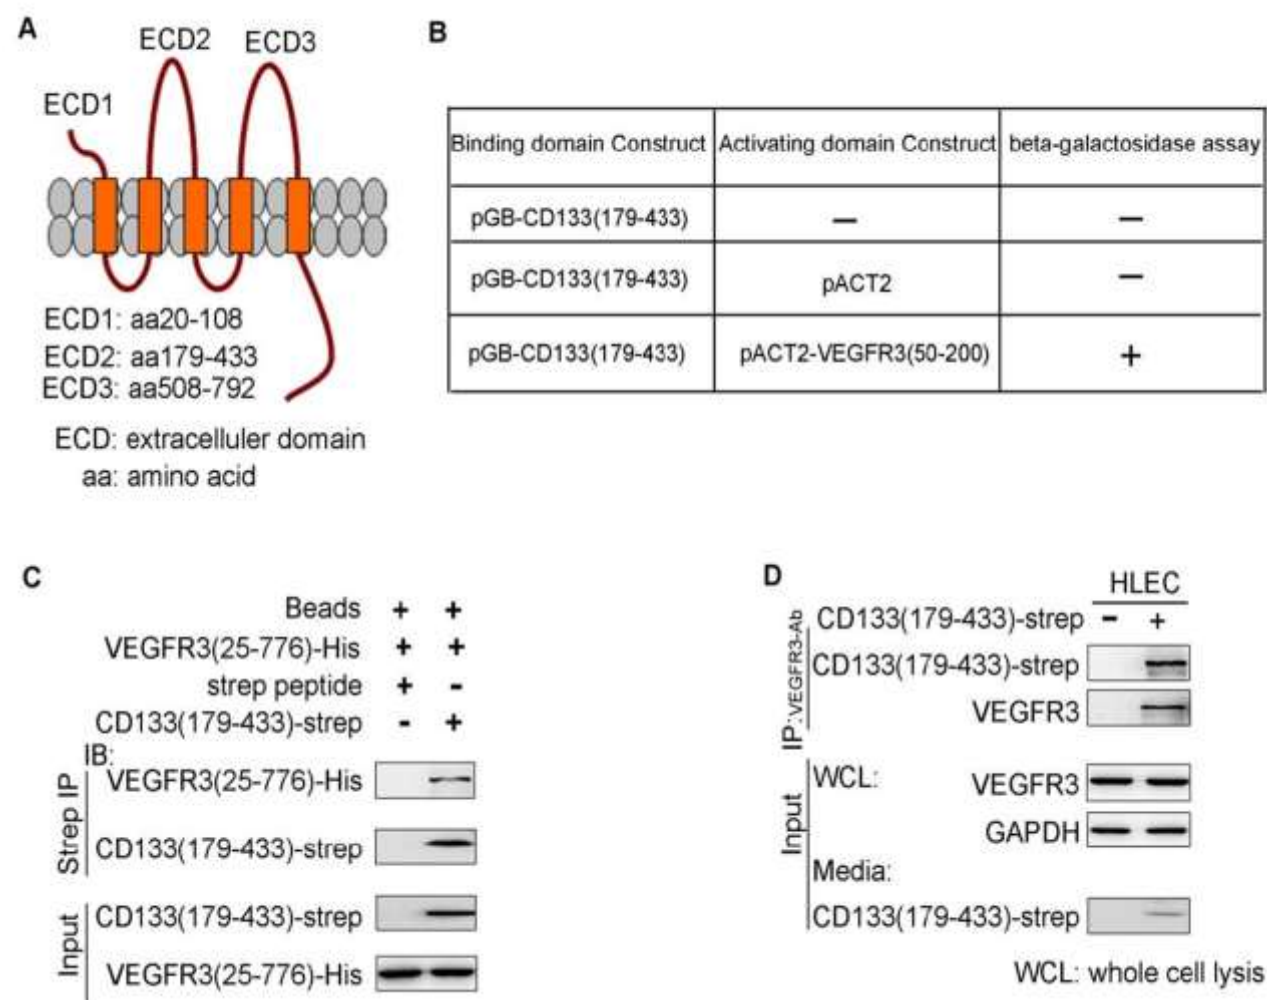 A
ECD1
ECD2
ECD3
ECD1: aa20-108
ECD2: aa179-433
ECD3: aa508-792
ECD: extracelluler domain
aa: amino acid
B
Binding domain Construct Activating domain Construct beta-galactosidase assay
pGB-CD133(179-433) — —
pGB-CD133(179-433) pACT2 —
pGB-CD133(179-433) pACT2-VEGFR3(50-200) +
C
Beads + +
VEGFR3(25-776)-His + +
strep peptide + -
CD133(179-433)-strep - +
IB:
Strep IP
VEGFR3(25-776)-His
CD133(179-433)-strep
Input
CD133(179-433)-strep
VEGFR3(25-776)-His
D
HLEC
CD133(179-433)-strep - +
IP:VEGFR3-Ab
CD133(179-433)-strep
VEGFR3
Input
WCL:
VEGFR3
GAPDH
Media:
CD133(179-433)-strep
WCL: whole cell lysis